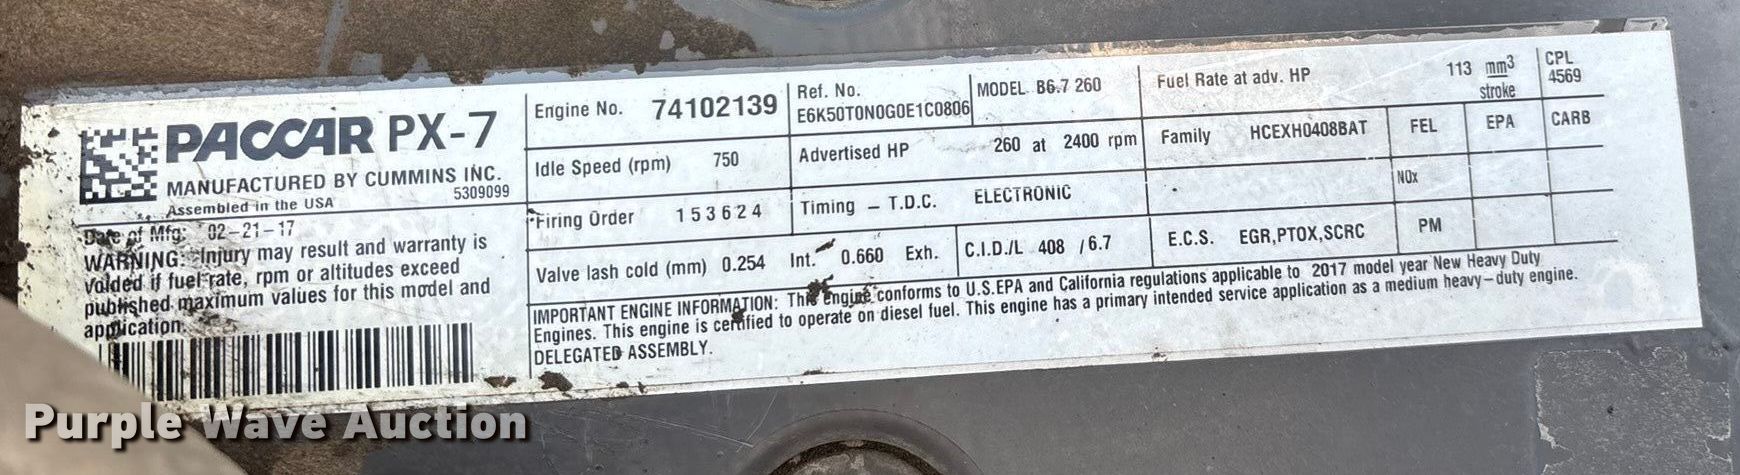 PACCAR PX-7
MANUFACTURED BY CUMMINS INC.
Assembled in the USA 5309099
Date of Mfg: 02-21-17
WARNING: Injury may result and warranty is
voided if fuel rate, rpm or altitudes exceed
published maximum values for this model and
application.
Engine No. 74102139
Ref. No.
E6K50T0N0G0E1C0806
MODEL B6.7 260
Fuel Rate at adv. HP 113 mm3
stroke
CPL
4569
Idle Speed (rpm) 750
Advertised HP 260 at 2400 rpm
Family HCEXH0408BAT
FEL EPA CARB
NOx
Firing Order 1 5 3 6 2 4
Timing – T.D.C. ELECTRONIC
PM
Valve lash cold (mm) 0.254 Int. 0.660 Exh.
C.I.D./L 408 / 6.7
E.C.S. EGR,PTOX,SCRC
IMPORTANT ENGINE INFORMATION: This engine conforms to U.S.EPA and California regulations applicable to 2017 model year New Heavy Duty
Engines. This engine is certified to operate on diesel fuel. This engine has a primary intended service application as a medium heavy-duty engine.
DELEGATED ASSEMBLY.
Purple Wave Auction